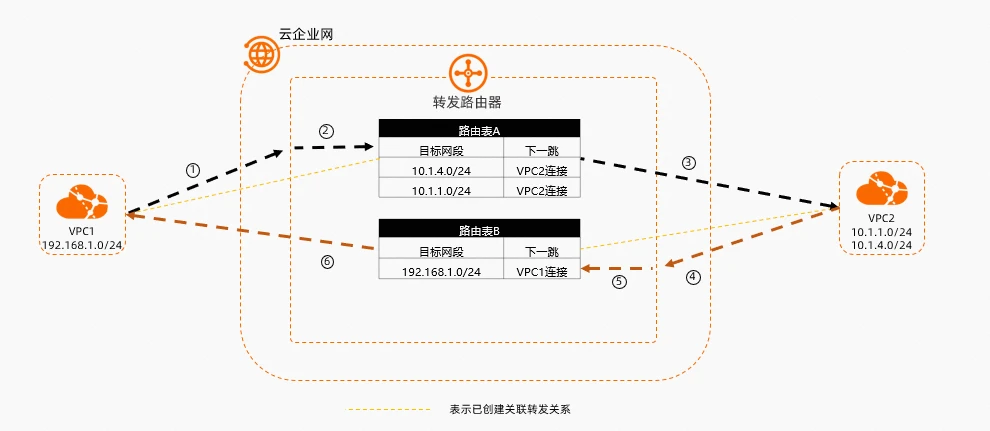 云企业网
转发路由器
① ② ③
路由表A
目标网段 下一跳
10.1.4.0/24 VPC2连接
10.1.1.0/24 VPC2连接
VPC1
192.168.1.0/24
VPC2
10.1.1.0/24
10.1.4.0/24
路由表B
目标网段 下一跳
192.168.1.0/24 VPC1连接
⑥ ⑤ ④
表示已创建关联转发关系